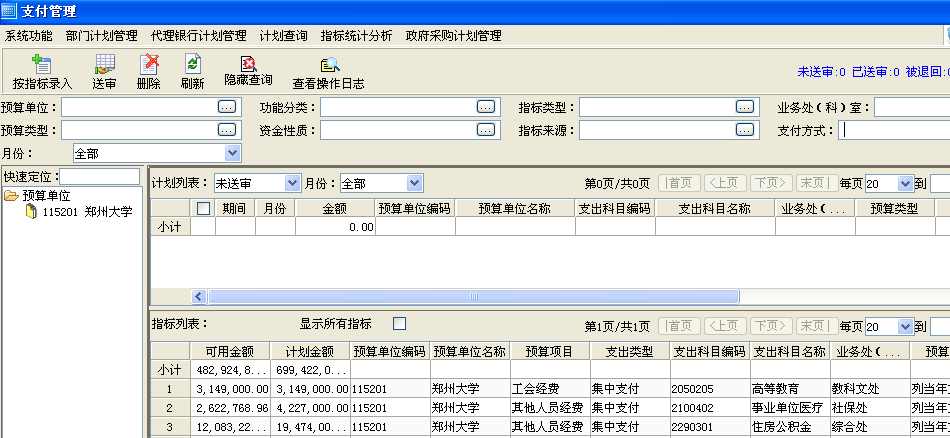 支付管理
系统功能 部门计划管理 代理银行计划管理 计划查询 指标统计分析 政府采购计划管理
按指标录入 送审 删除 刷新 隐藏查询 查看操作日志
未送审:0 已送审:0 被退回:
预算单位： ... 功能分类： ... 指标类型： ... 业务处(科)室：
预算类型： ... 资金性质： ... 指标来源： ... 支付方式：
月份： 全部
快速定位：
预算单位
115201 郑州大学
计划列表： 未送审 月份： 全部 第0页/共0页 |首页 <上页 下页> 末页| 每页 20 到
期间 月份 金额 预算单位编码 预算单位名称 支出科目编码 支出科目名称 业务处(... 预算类型
小计 0.00
指标列表： 显示所有指标 第1页/共1页 |首页 <上页 下页> 末页| 每页 20 到
可用金额 计划金额 预算单位编码 预算单位名称 预算项目 支出类型 支出科目编码 支出科目名称 业务处(... 预算
小计 482,924,8... 699,422,0...
1 3,149,000.00 3,149,000.00 115201 郑州大学 工会经费 集中支付 2050205 高等教育 教科文处 列当年
2 2,622,768.96 4,227,000.00 115201 郑州大学 其他人员经费 集中支付 2100402 事业单位医疗 社保处 列当年
3 12,083,22... 19,474,00... 115201 郑州大学 其他人员经费 集中支付 2290301 住房公积金 综合处 列当年